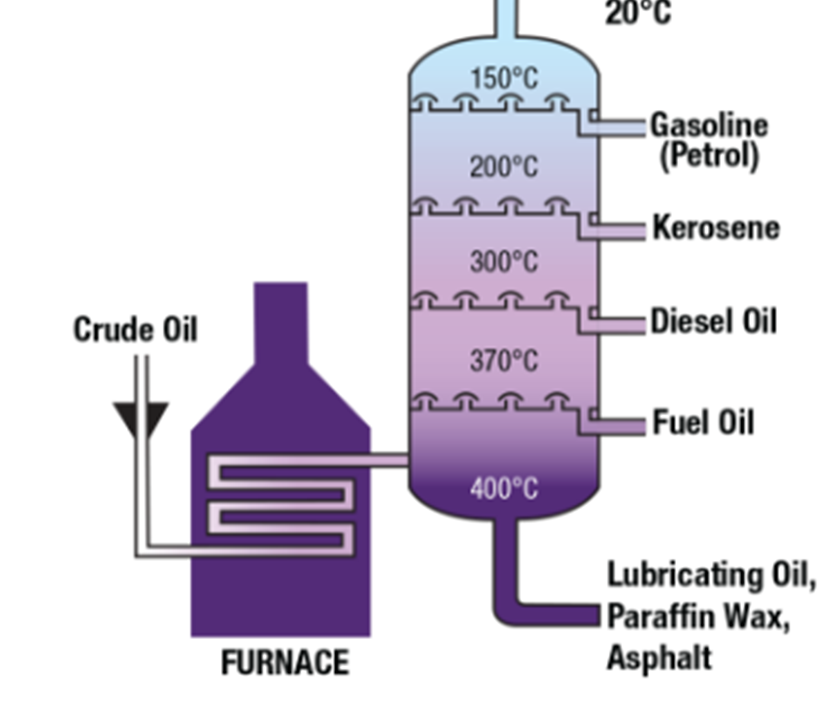 20°C
150°C
Gasoline
(Petrol)
200°C
Kerosene
300°C
Diesel Oil
370°C
Fuel Oil
400°C
Crude Oil
FURNACE
Lubricating Oil,
Paraffin Wax,
Asphalt